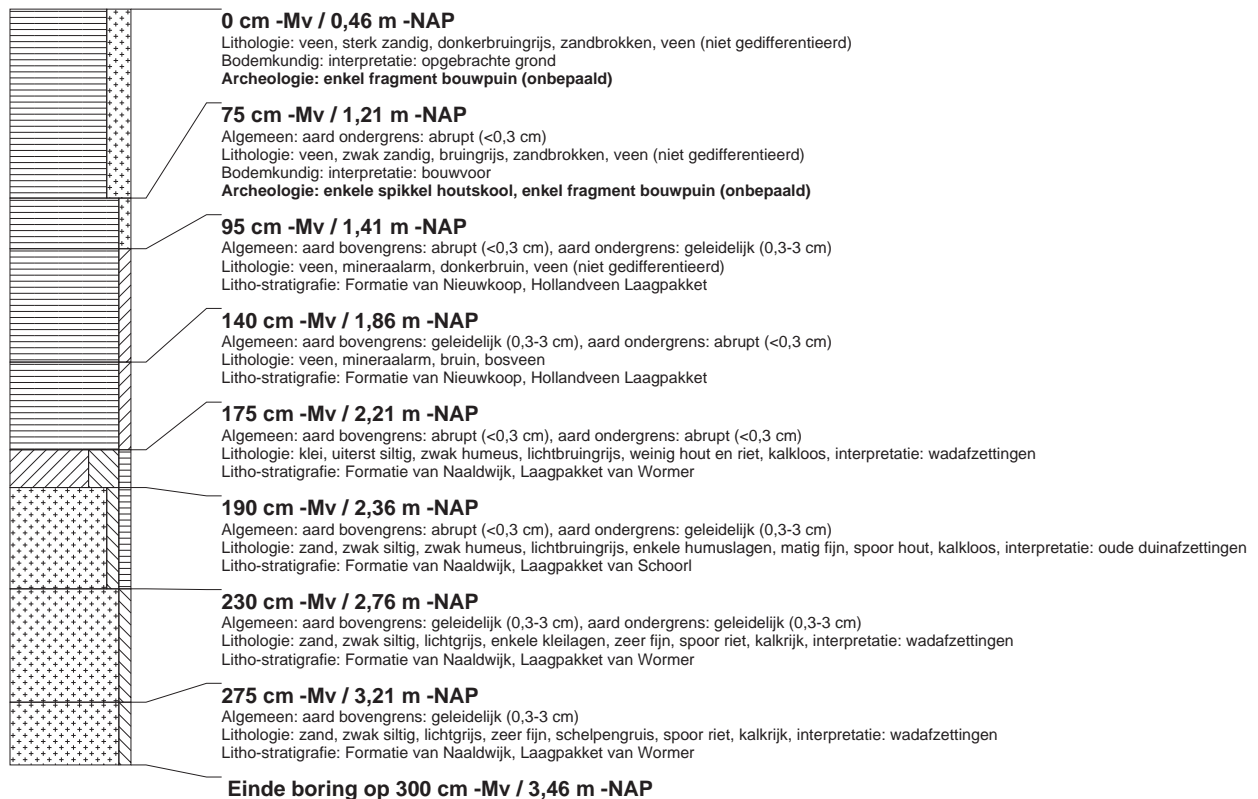 0 cm -Mv / 0,46 m -NAP
Lithologie: veen, sterk zandig, donkerbruingrijs, zandbrokken, veen (niet gedifferentieerd)
Bodemkundig: interpretatie: opgebrachte grond
Archeologie: enkel fragment bouwpuin (onbepaald)
75 cm -Mv / 1,21 m -NAP
Algemeen: aard ondergrens: abrupt (<0,3 cm)
Lithologie: veen, zwak zandig, bruingrijs, zandbrokken, veen (niet gedifferentieerd)
Bodemkundig: interpretatie: bouwvoor
Archeologie: enkele spikkel houtskool, enkel fragment bouwpuin (onbepaald)
95 cm -Mv / 1,41 m -NAP
Algemeen: aard bovengrens: abrupt (<0,3 cm), aard ondergrens: geleidelijk (0,3-3 cm)
Lithologie: veen, mineraalarm, donkerbruin, veen (niet gedifferentieerd)
Litho-stratigrafie: Formatie van Nieuwkoop, Hollandveen Laagpakket
140 cm -Mv / 1,86 m -NAP
Algemeen: aard bovengrens: geleidelijk (0,3-3 cm), aard ondergrens: abrupt (<0,3 cm)
Lithologie: veen, mineraalarm, bruin, bosveen
Litho-stratigrafie: Formatie van Nieuwkoop, Hollandveen Laagpakket
175 cm -Mv / 2,21 m -NAP
Algemeen: aard bovengrens: abrupt (<0,3 cm), aard ondergrens: abrupt (<0,3 cm)
Lithologie: klei, uiterst siltig, zwak humeus, lichtbruingrijs, weinig hout en riet, kalkloos, interpretatie: wadafzettingen
Litho-stratigrafie: Formatie van Naaldwijk, Laagpakket van Wormer
190 cm -Mv / 2,36 m -NAP
Algemeen: aard bovengrens: abrupt (<0,3 cm), aard ondergrens: geleidelijk (0,3-3 cm)
Lithologie: zand, zwak siltig, zwak humeus, lichtbruingrijs, enkele humuslagen, matig fijn, spoor hout, kalkloos, interpretatie: oude duinafzettingen
Litho-stratigrafie: Formatie van Naaldwijk, Laagpakket van Schoorl
230 cm -Mv / 2,76 m -NAP
Algemeen: aard bovengrens: geleidelijk (0,3-3 cm), aard ondergrens: geleidelijk (0,3-3 cm)
Lithologie: zand, zwak siltig, lichtgrijs, enkele kleilagen, zeer fijn, spoor riet, kalkrijk, interpretatie: wadafzettingen
Litho-stratigrafie: Formatie van Naaldwijk, Laagpakket van Wormer
275 cm -Mv / 3,21 m -NAP
Algemeen: aard bovengrens: geleidelijk (0,3-3 cm)
Lithologie: zand, zwak siltig, lichtgrijs, zeer fijn, schelpengruis, spoor riet, kalkrijk, interpretatie: wadafzettingen
Litho-stratigrafie: Formatie van Naaldwijk, Laagpakket van Wormer
Einde boring op 300 cm -Mv / 3,46 m -NAP